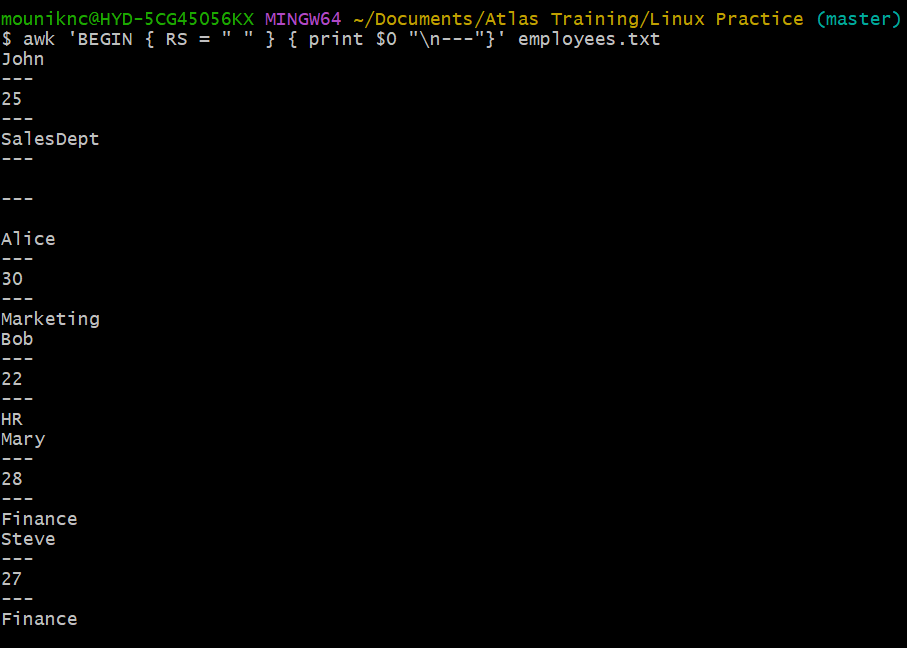 mouniknc@HYD-5CG45056KX MINGW64 ~/Documents/Atlas Training/Linux Practice (master)
$ awk 'BEGIN { RS = " " } { print $0 "\n---"}' employees.txt
John
---
25
---
SalesDept
---
---
Alice
---
30
---
Marketing
Bob
---
22
---
HR
Mary
---
28
---
Finance
Steve
---
27
---
Finance